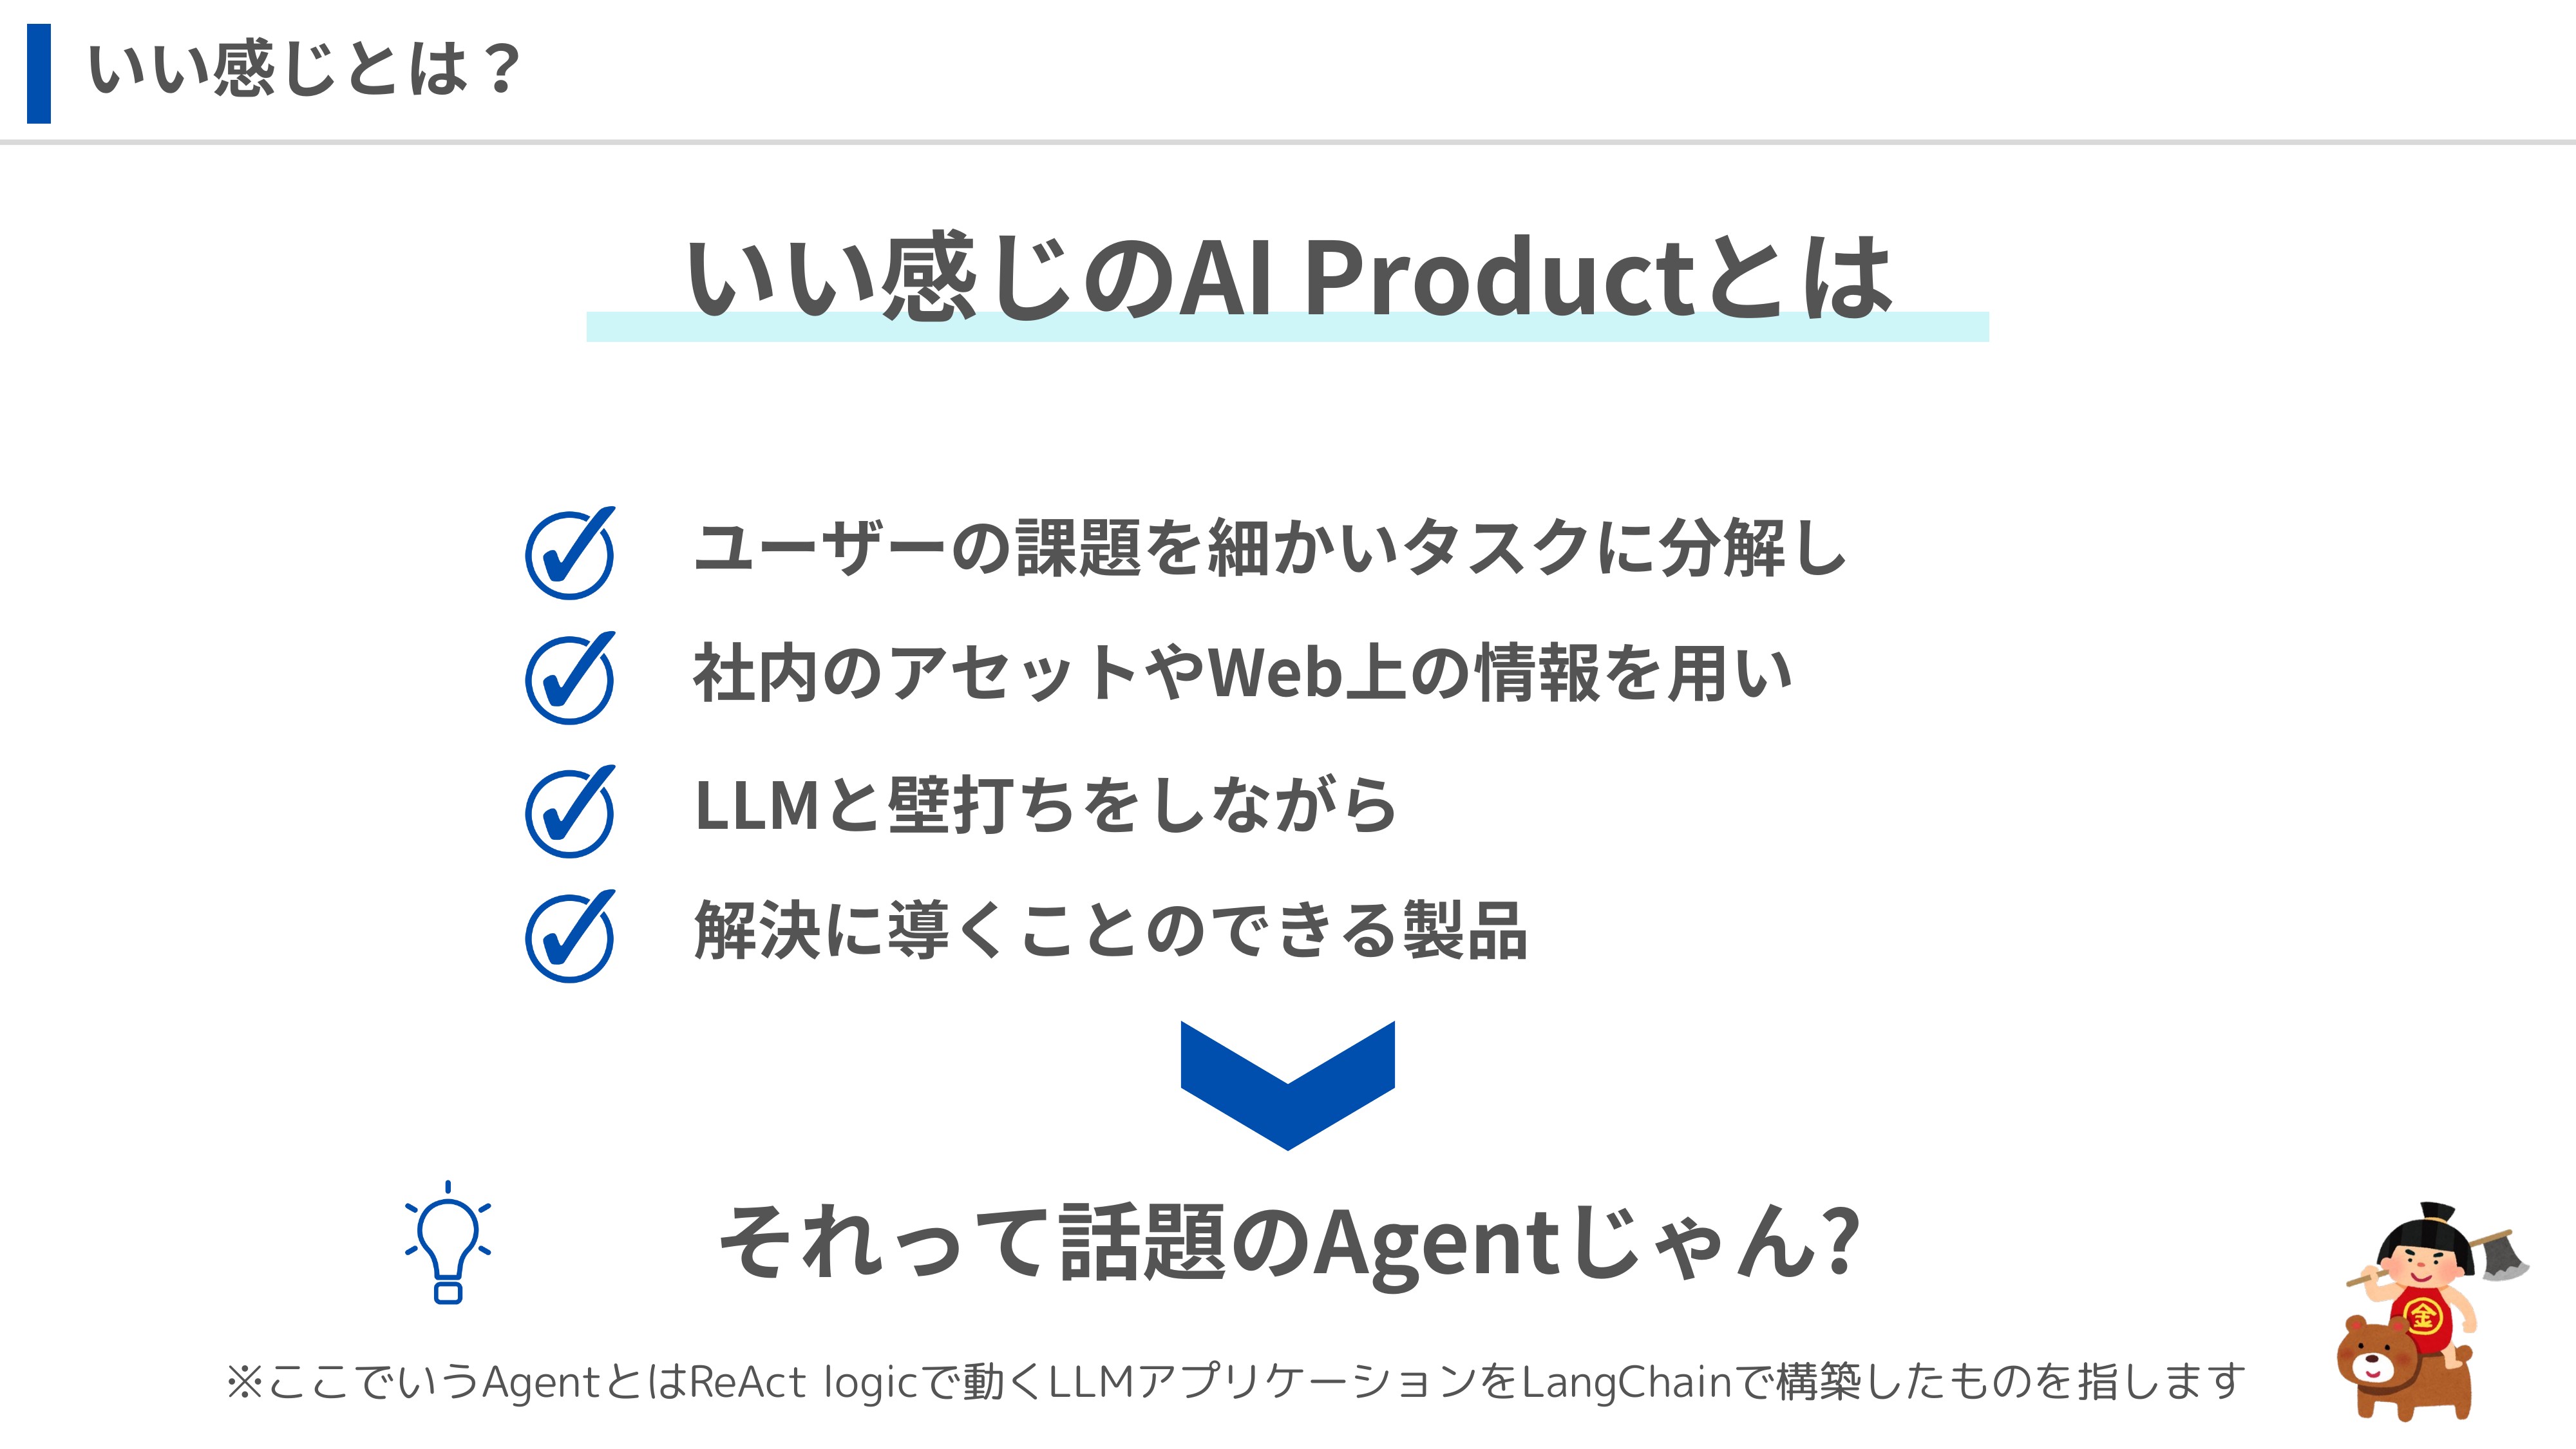 いい感じとは？
いい感じのAI Productとは
ユーザーの課題を細かいタスクに分解し
社内のアセットやWeb上の情報を用い
LLMと壁打ちをしながら
解決に導くことのできる製品
それって話題のAgentじゃん?
金
※ここでいうAgentとはReAct logicで動くLLMアプリケーションをLangChainで構築したものを指します